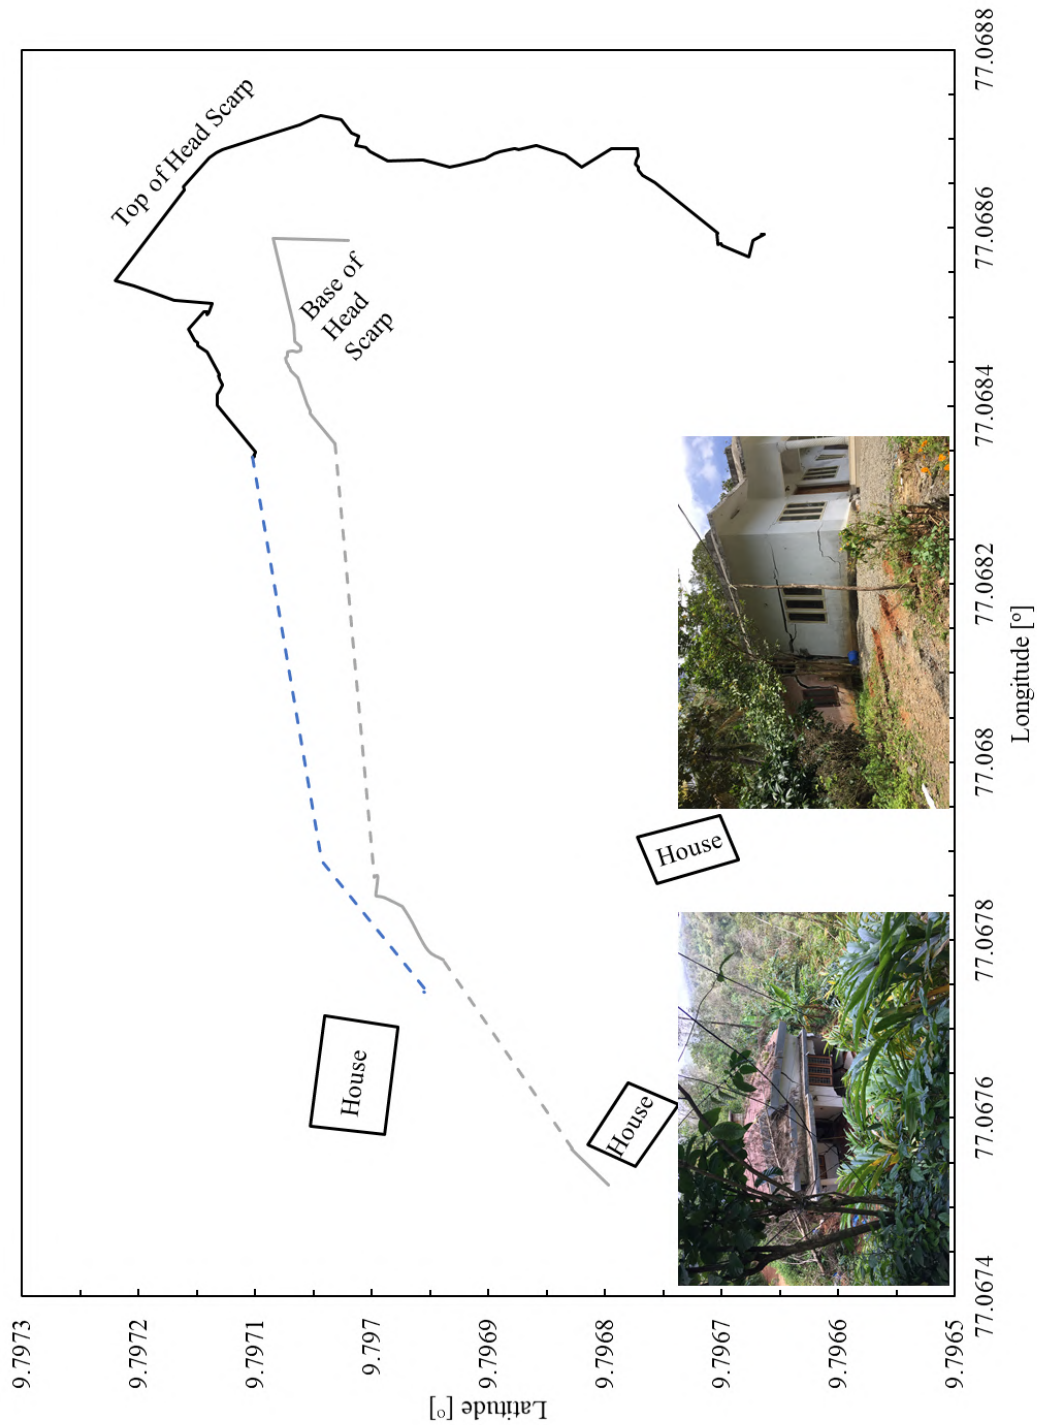 Top of Head Scarp
Base of
Head
Scarp
House
House
House
9.7973
9.7972
9.7971
9.797
9.7969
9.7968
9.7967
9.7966
9.7965
Latitude [º]
77.0674
77.0676
77.0678
77.068
77.0682
77.0684
77.0686
77.0688
Longitude [º]